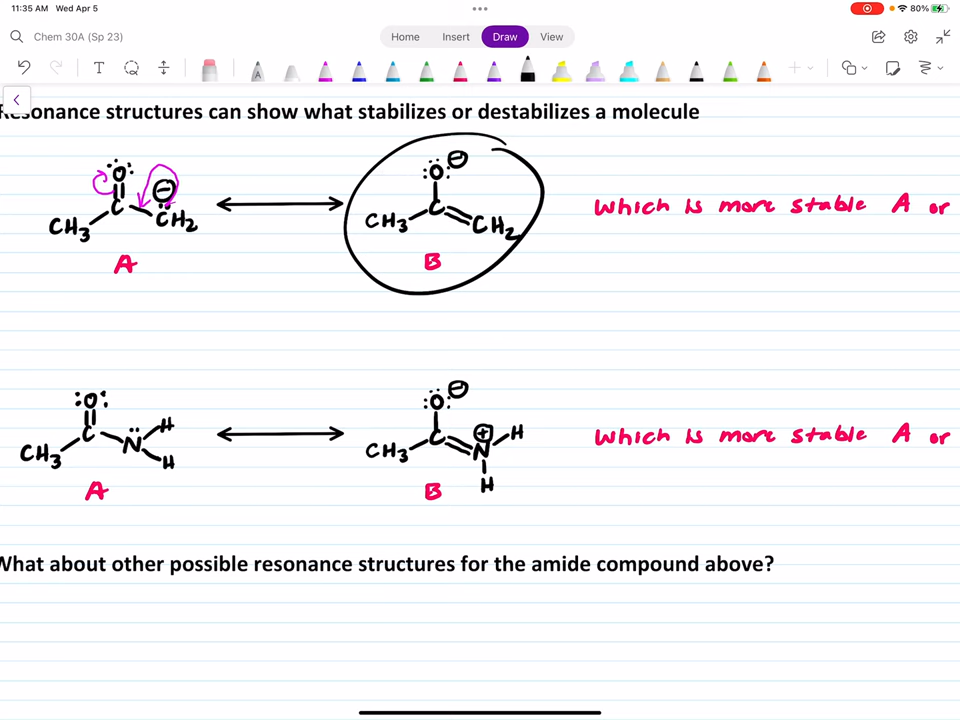 11:35 AM Wed Apr 5
80%
Chem 30A (Sp 23)
Home Insert Draw View
T
A
Resonance structures can show what stabilizes or destabilizes a molecule
:Ö: ⊖
C
CH3 CH2
A
:Ö: ⊖
C
CH3 CH2
B
Which is more stable A or
:O:
C N̈ H
CH3 H
A
:Ö: ⊖
C ⊕ H
CH3 N
H
B
Which is more stable A or
What about other possible resonance structures for the amide compound above?